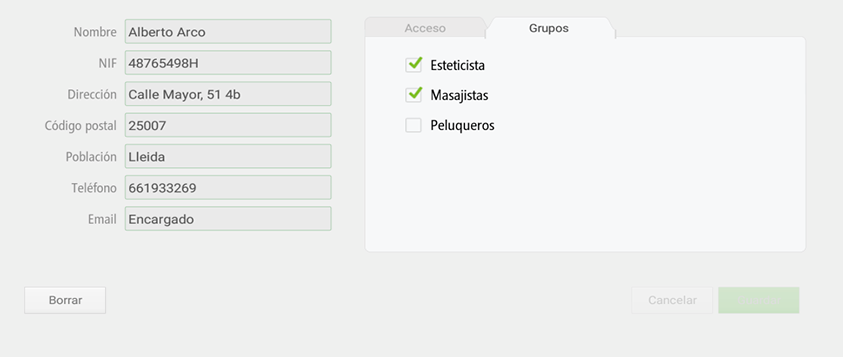 Nombre Alberto Arco
NIF 48765498H
Dirección Calle Mayor, 51 4b
Código postal 25007
Población Lleida
Teléfono 661933269
Email Encargado
Acceso Grupos
Esteticista
Masajistas
Peluqueros
Borrar Cancelar